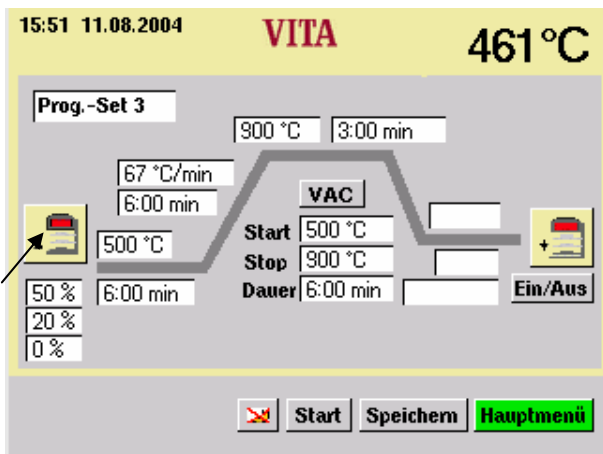 15:51 11.08.2004 VITA 461°C
Prog.-Set 3
900 °C 3:00 min
67 °C/min
6:00 min
VAC
500 °C
Start 500 °C
Stop 900 °C
50 % 6:00 min Dauer 6:00 min Ein/Aus
20 %
0 %
Start Speichern Hauptmenü